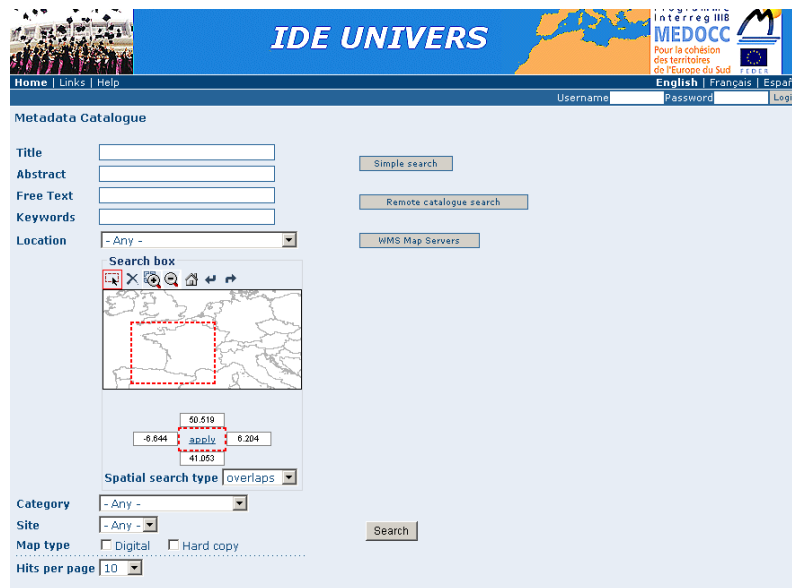 IDE UNIVERS
Interreg IIIB
MEDOCC
Pour la cohésion
des territoires
de l'Europe du Sud
FEDER
Home | Links | Help
English | Français | Españ
Username
Password
Logi
Metadata Catalogue
Title
Simple search
Abstract
Free Text
Remote catalogue search
Keywords
Location
- Any -
WMS Map Servers
Search box
50.519
-6.644
apply
6.204
41.053
Spatial search type
overlaps
Category
- Any -
Site
- Any -
Search
Map type
Digital
Hard copy
Hits per page
10